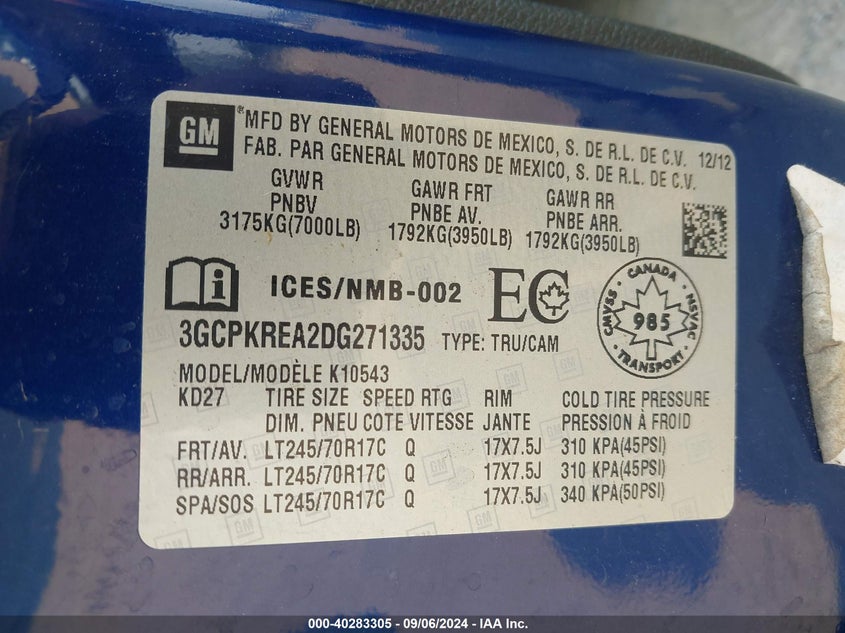 GM
®MFD BY GENERAL MOTORS DE MEXICO, S. DE R.L. DE C.V. 12/12
FAB. PAR GENERAL MOTORS DE MEXICO, S. DE R.L. DE C.V.
GVWR GAWR FRT GAWR RR
PNBV PNBE AV. PNBE ARR.
3175KG(7000LB) 1792KG(3950LB) 1792KG(3950LB)
i ICES/NMB-002 EC
CANADA
CMVSS 985 NSVAC
TRANSPORT
3GCPKREA2DG271335 TYPE: TRU/CAM
MODEL/MODÈLE K10543
KD27 TIRE SIZE SPEED RTG RIM COLD TIRE PRESSURE
DIM. PNEU COTE VITESSE JANTE PRESSION À FROID
FRT/AV. LT245/70R17C Q 17X7.5J 310 KPA(45PSI)
RR/ARR. LT245/70R17C Q 17X7.5J 310 KPA(45PSI)
SPA/SOS LT245/70R17C Q 17X7.5J 340 KPA(50PSI)
000-40283305 - 09/06/2024 - IAA Inc.